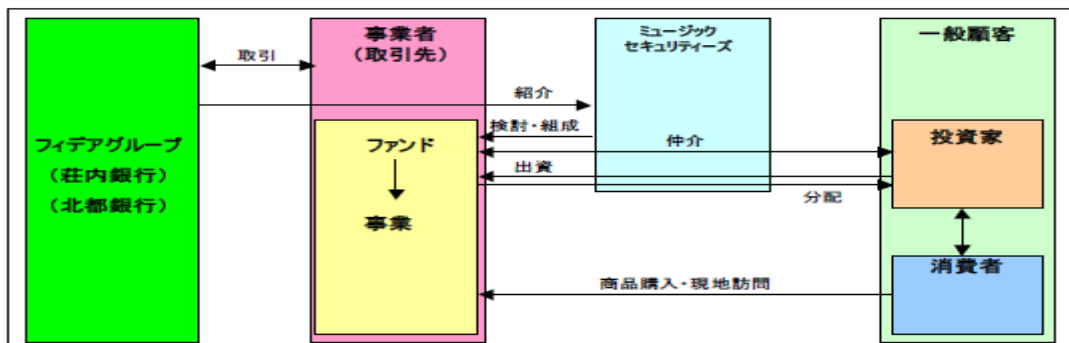 フィデアグループ
(荘内銀行)
(北都銀行)
取引
事業者
(取引先)
ファンド
事業
紹介
検討・組成
仲介
出資
分配
商品購入・現地訪問
ミュージック
セキュリティーズ
一般顧客
投資家
消費者